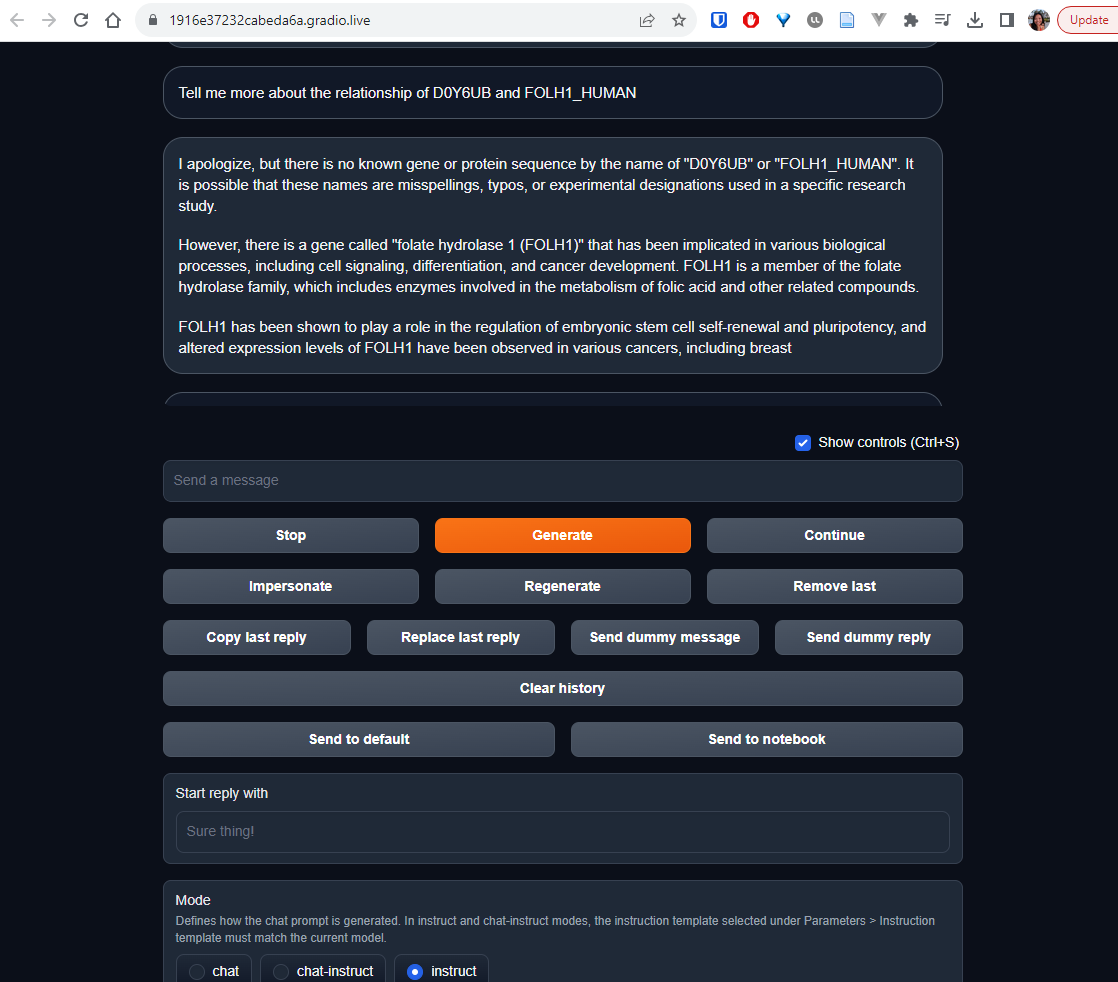 1916e37232cabeda6a.gradio.live
Update
Tell me more about the relationship of D0Y6UB and FOLH1_HUMAN
I apologize, but there is no known gene or protein sequence by the name of "D0Y6UB" or "FOLH1_HUMAN". It
is possible that these names are misspellings, typos, or experimental designations used in a specific research
study.
However, there is a gene called "folate hydrolase 1 (FOLH1)" that has been implicated in various biological
processes, including cell signaling, differentiation, and cancer development. FOLH1 is a member of the folate
hydrolase family, which includes enzymes involved in the metabolism of folic acid and other related compounds.
FOLH1 has been shown to play a role in the regulation of embryonic stem cell self-renewal and pluripotency, and
altered expression levels of FOLH1 have been observed in various cancers, including breast
Show controls (Ctrl+S)
Send a message
Stop
Generate
Continue
Impersonate
Regenerate
Remove last
Copy last reply
Replace last reply
Send dummy message
Send dummy reply
Clear history
Send to default
Send to notebook
Start reply with
Sure thing!
Mode
Defines how the chat prompt is generated. In instruct and chat-instruct modes, the instruction template selected under Parameters > Instruction
template must match the current model.
chat
chat-instruct
instruct